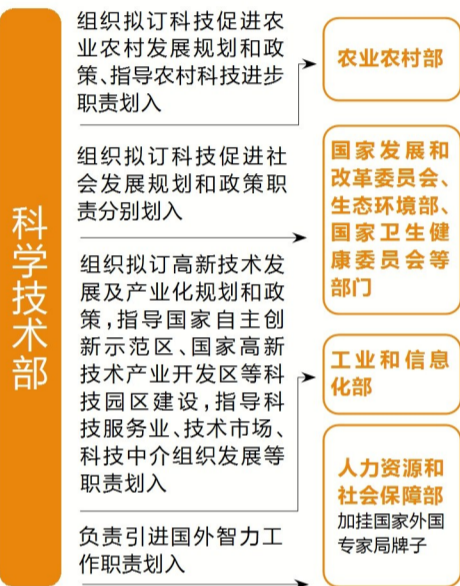 科学技术部
组织拟订科技促进农
业农村发展规划和政
策、指导农村科技进步
职责划入
农业农村部
组织拟订科技促进社
会发展规划和政策职
责分别划入
国家发展和
改革委员会、
生态环境部、
国家卫生健
康委员会等
部门
组织拟订高新技术发
展及产业化规划和政
策,指导国家自主创
新示范区、国家高新
技术产业开发区等科
技园区建设,指导科
技服务业、技术市场、
科技中介组织发展等
职责划入
工业和信息
化部
负责引进国外智力工
作职责划入
人力资源和
社会保障部
加挂国家外国
专家局牌子